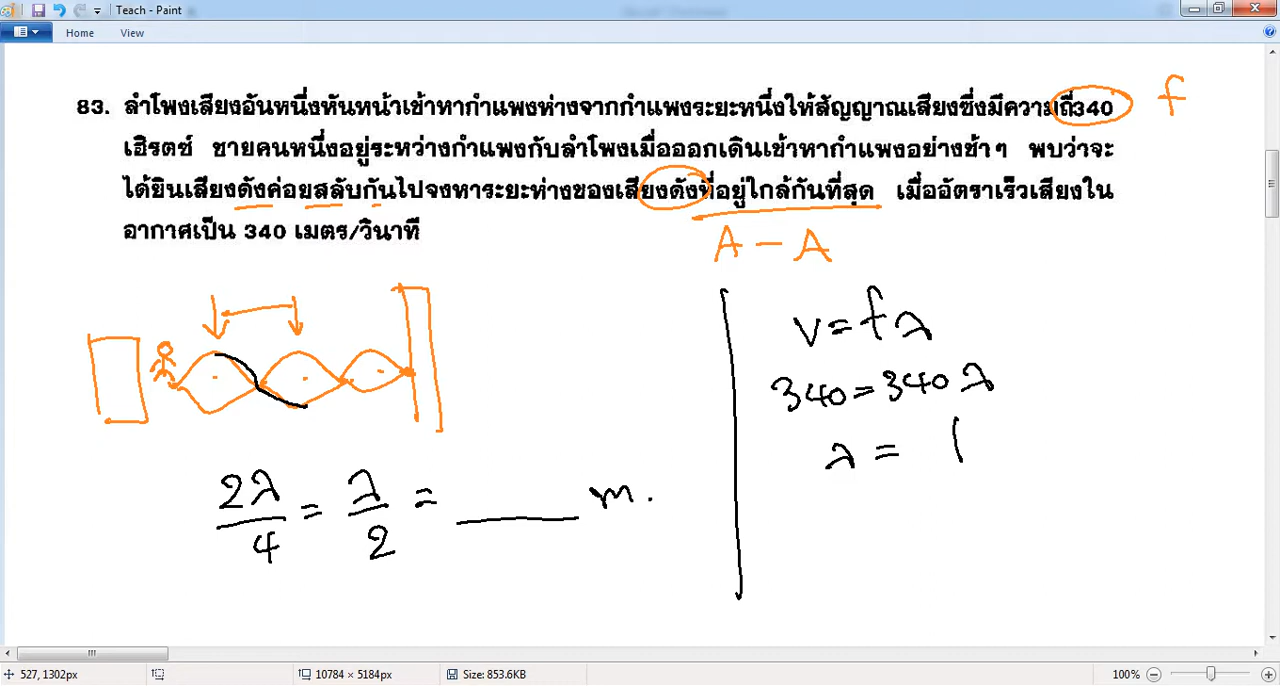 Teach - Paint
Home View
83. ลำโพงเสียงอันหนึ่งหันหน้าเข้าหากำแพงห่างจากกำแพงระยะหนึ่งให้สัญญาณเสียงซึ่งมีความถี่340 f
เฮิรตซ์ ชายคนหนึ่งอยู่ระหว่างกำแพงกับลำโพงเมื่อออกเดินเข้าหากำแพงอย่างช้าๆ พบว่าจะ
ได้ยินเสียงดังค่อยสลับกันไปจงหาระยะห่างของเสียงดังที่อยู่ใกล้กันที่สุด เมื่ออัตราเร็วเสียงใน
อากาศเป็น 340 เมตร/วินาที
A - A
v = fλ
340 = 340 λ
λ = 1
2λ/4 = λ/2 = ____ m.
527, 1302px 10784 × 5184px Size: 853.6KB 100%